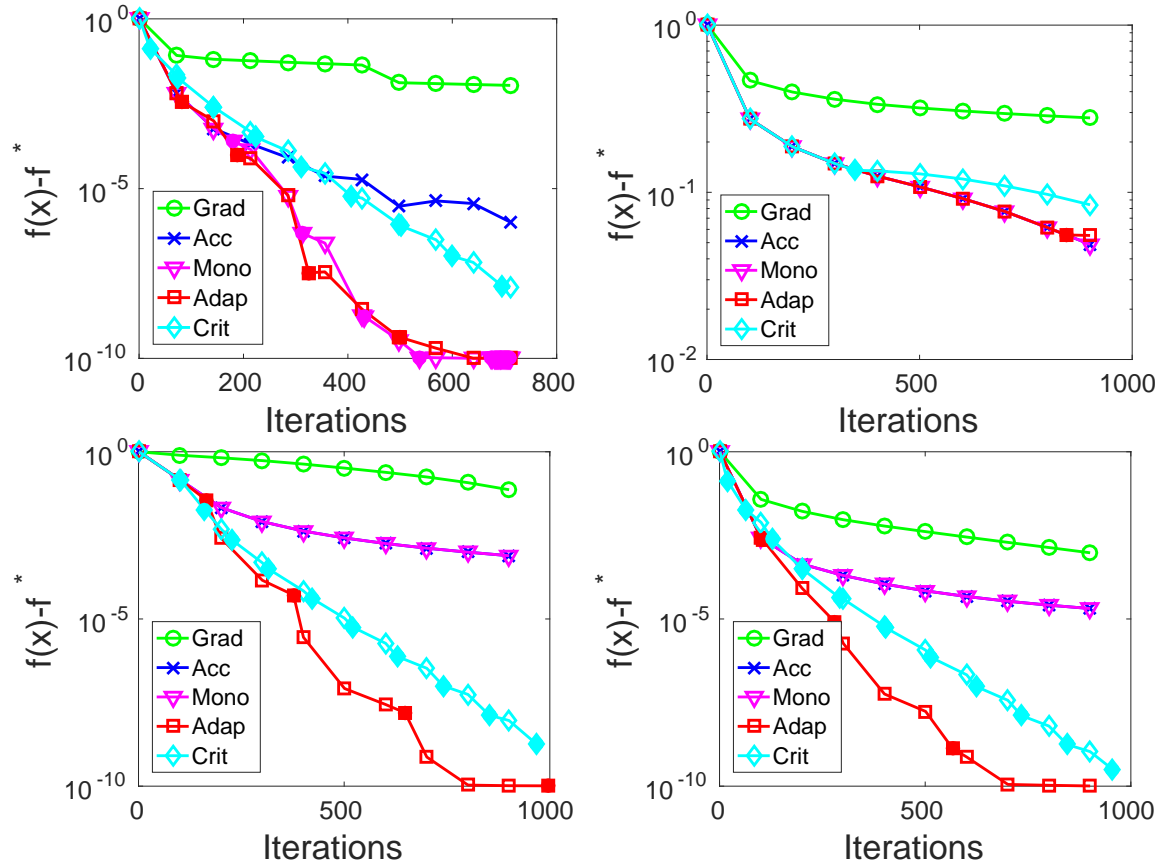 10^0
10^-5
10^-10
f(x)-f^*
Grad
Acc
Mono
Adap
Crit
0
200
400
600
800
Iterations
10^0
10^-1
10^-2
f(x)-f^*
Grad
Acc
Mono
Adap
Crit
0
500
1000
Iterations
10^0
10^-5
10^-10
f(x)-f^*
Grad
Acc
Mono
Adap
Crit
0
500
1000
Iterations
10^0
10^-5
10^-10
f(x)-f^*
Grad
Acc
Mono
Adap
Crit
0
500
1000
Iterations